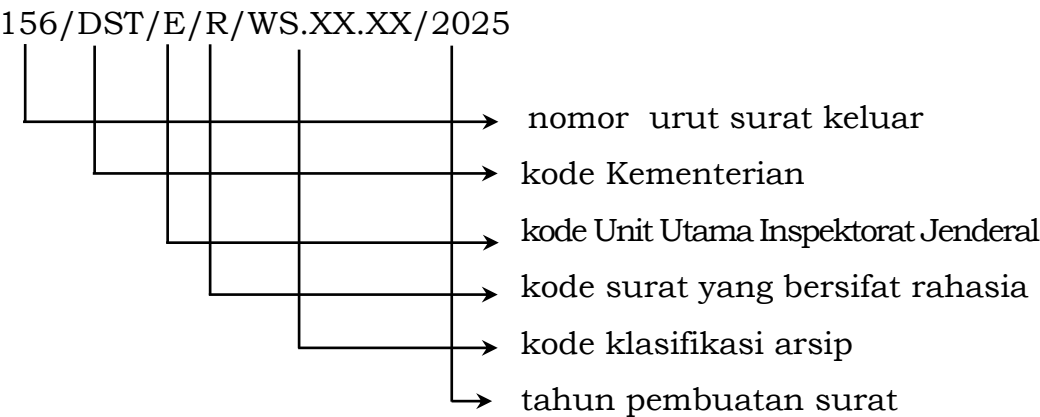 156/DST/E/R/WS.XX.XX/2025
nomor urut surat keluar
kode Kementerian
kode Unit Utama Inspektorat Jenderal
kode surat yang bersifat rahasia
kode klasifikasi arsip
tahun pembuatan surat